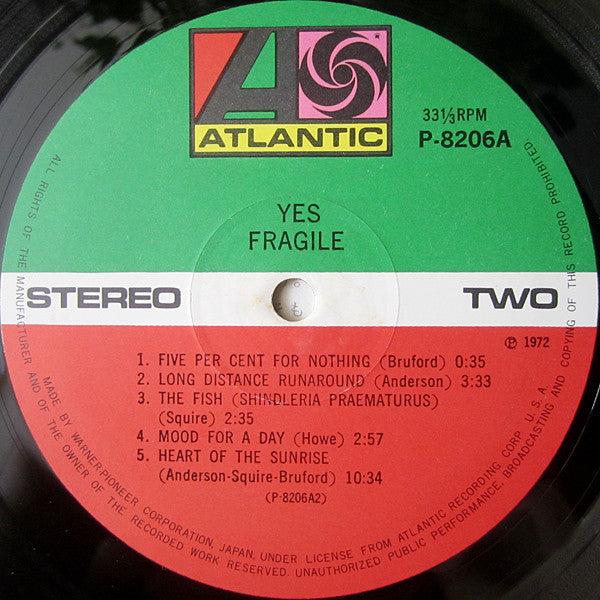 ATLANTIC
33⅓RPM
P-8206A
YES
FRAGILE
STEREO
TWO
℗ 1972
1. FIVE PER CENT FOR NOTHING (Bruford) 0:35
2. LONG DISTANCE RUNAROUND (Anderson) 3:33
3. THE FISH (SHINDLERIA PRAEMATURUS)
(Squire) 2:35
4. MOOD FOR A DAY (Howe) 2:57
5. HEART OF THE SUNRISE
(Anderson-Squire-Bruford) 10:34
(P-8206A2)
MADE BY WARNER-PIONEER CORPORATION, JAPAN, UNDER LICENSE FROM ATLANTIC RECORDING CORP. U.S.A.
ALL RIGHTS OF THE MANUFACTURER AND OF THE OWNER OF THE RECORDED WORK RESERVED. UNAUTHORIZED PUBLIC PERFORMANCE, BROADCASTING AND COPYING OF THIS RECORD PROHIBITED.